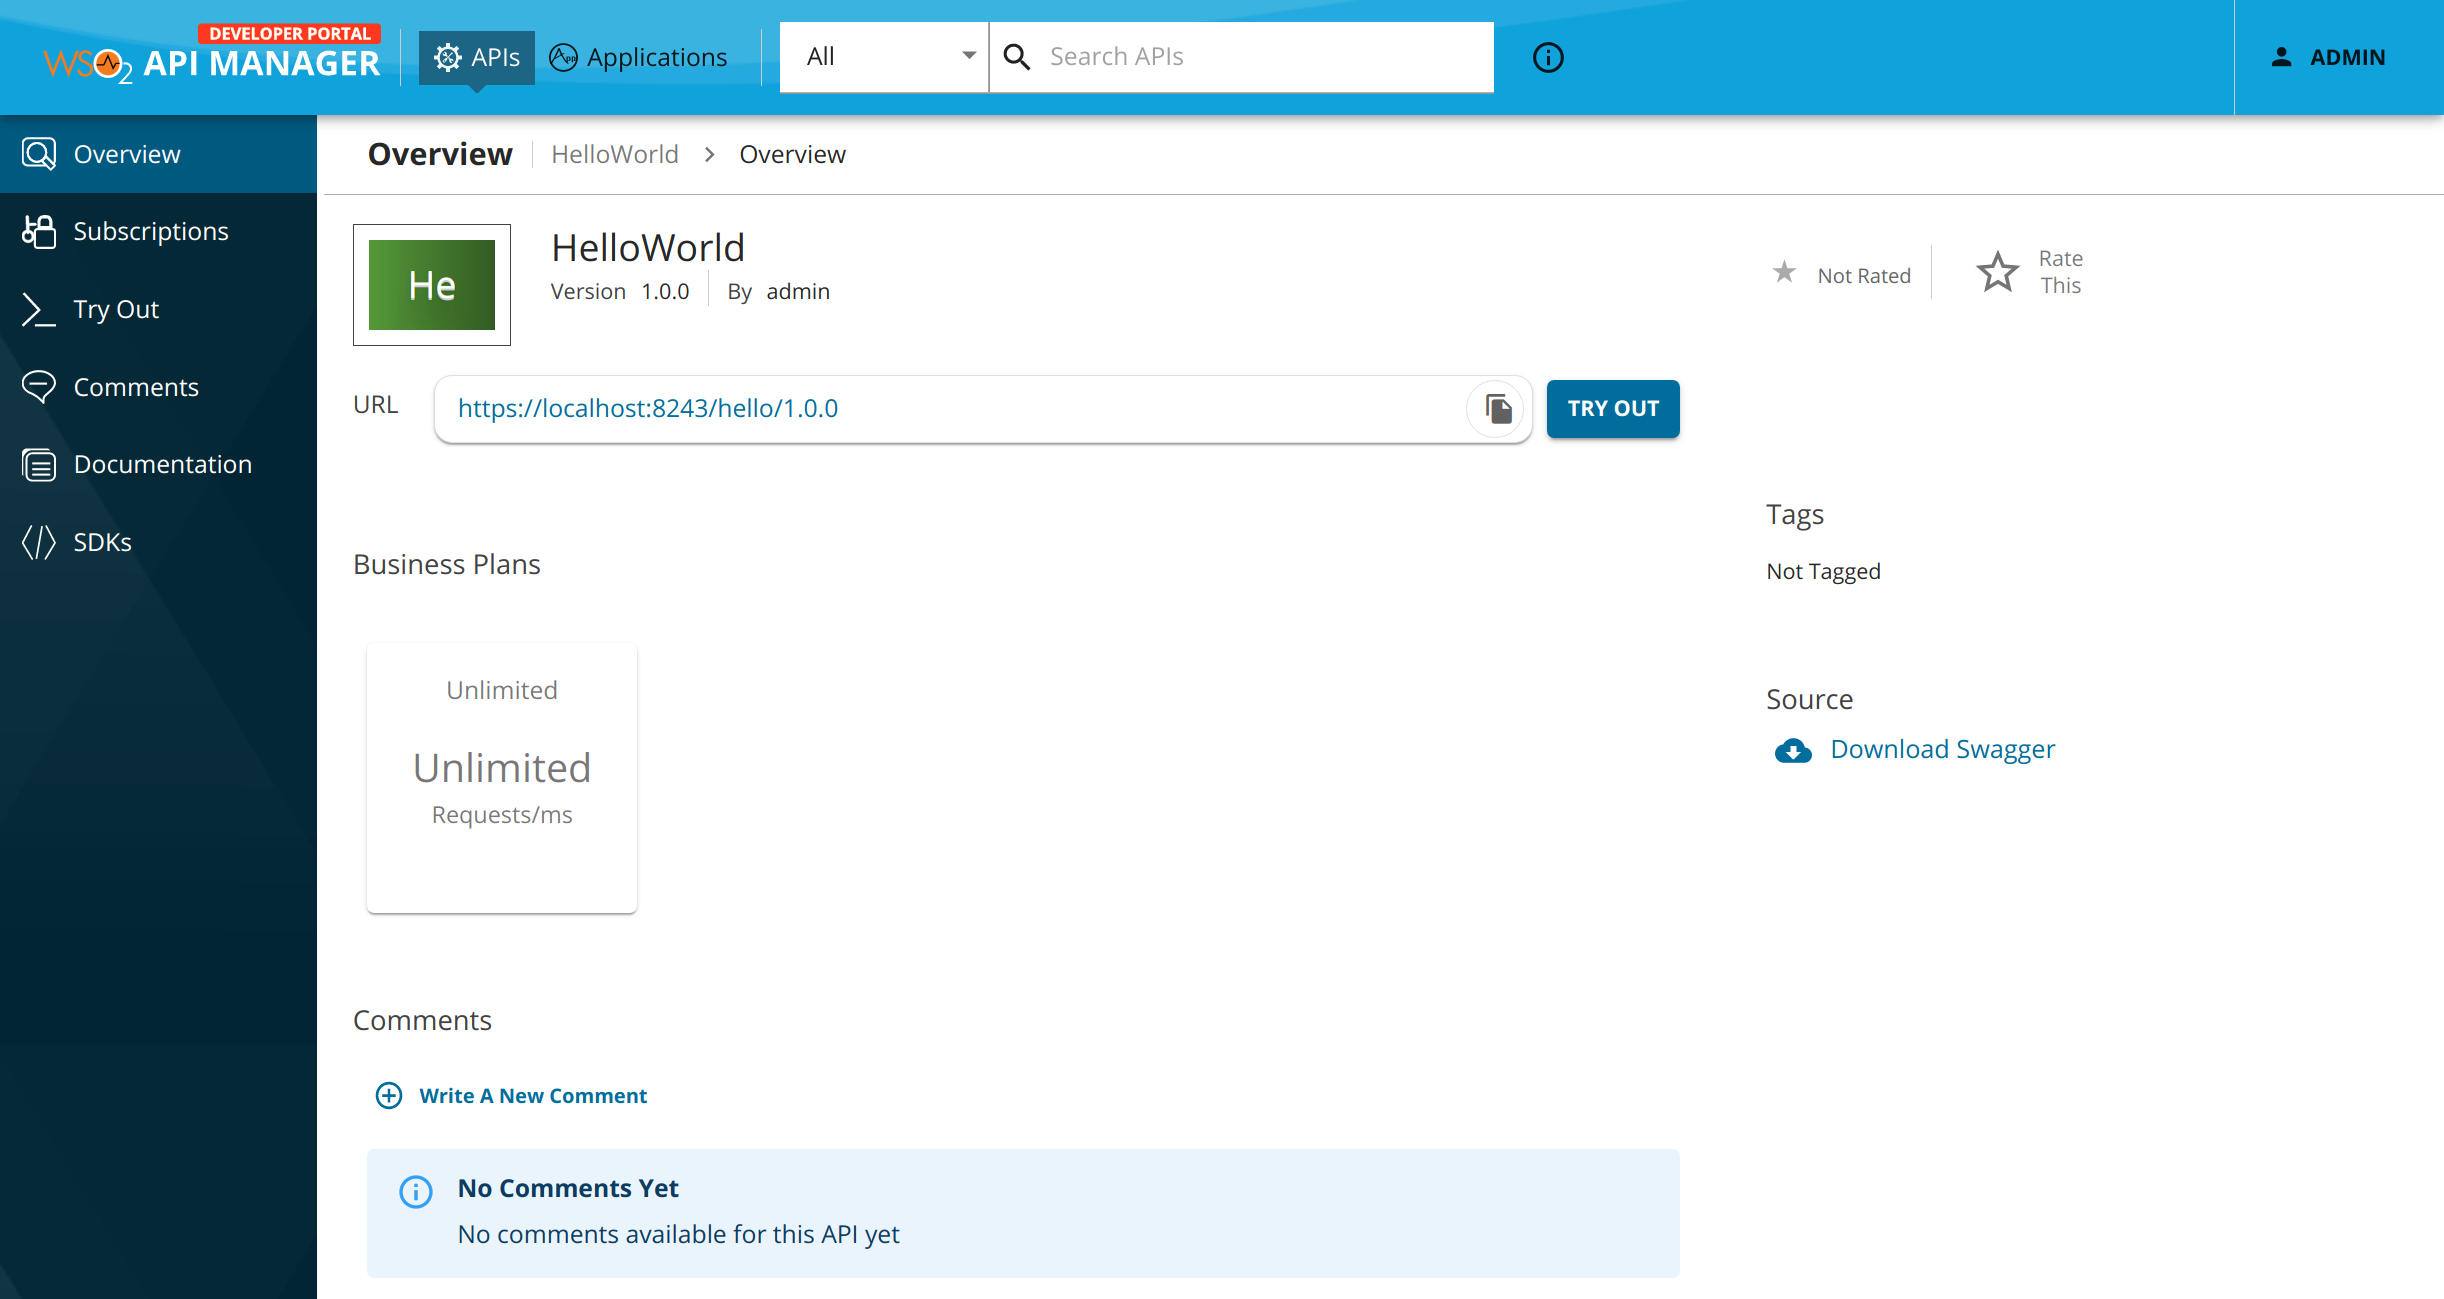 DEVELOPER PORTAL
WSO2 API MANAGER
APIs
App
Applications
All
Search APIs
ADMIN
Overview
Subscriptions
Try Out
Comments
Documentation
SDKs
Overview HelloWorld > Overview
He
HelloWorld
Version 1.0.0 By admin
Not Rated
Rate
This
URL
https://localhost:8243/hello/1.0.0
TRY OUT
Business Plans
Unlimited
Unlimited
Requests/ms
Tags
Not Tagged
Source
Download Swagger
Comments
Write A New Comment
No Comments Yet
No comments available for this API yet